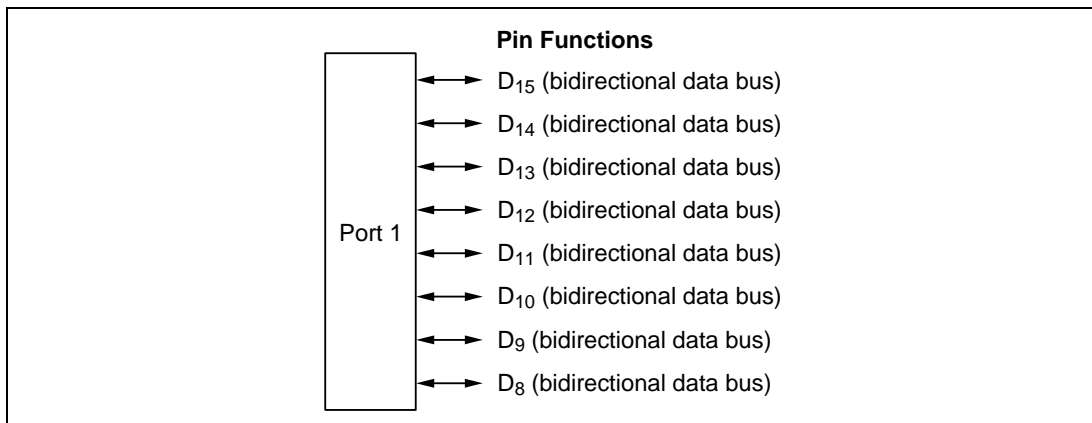 Pin Functions
D15 (bidirectional data bus)
D14 (bidirectional data bus)
D13 (bidirectional data bus)
D12 (bidirectional data bus)
Port 1
D11 (bidirectional data bus)
D10 (bidirectional data bus)
D9 (bidirectional data bus)
D8 (bidirectional data bus)